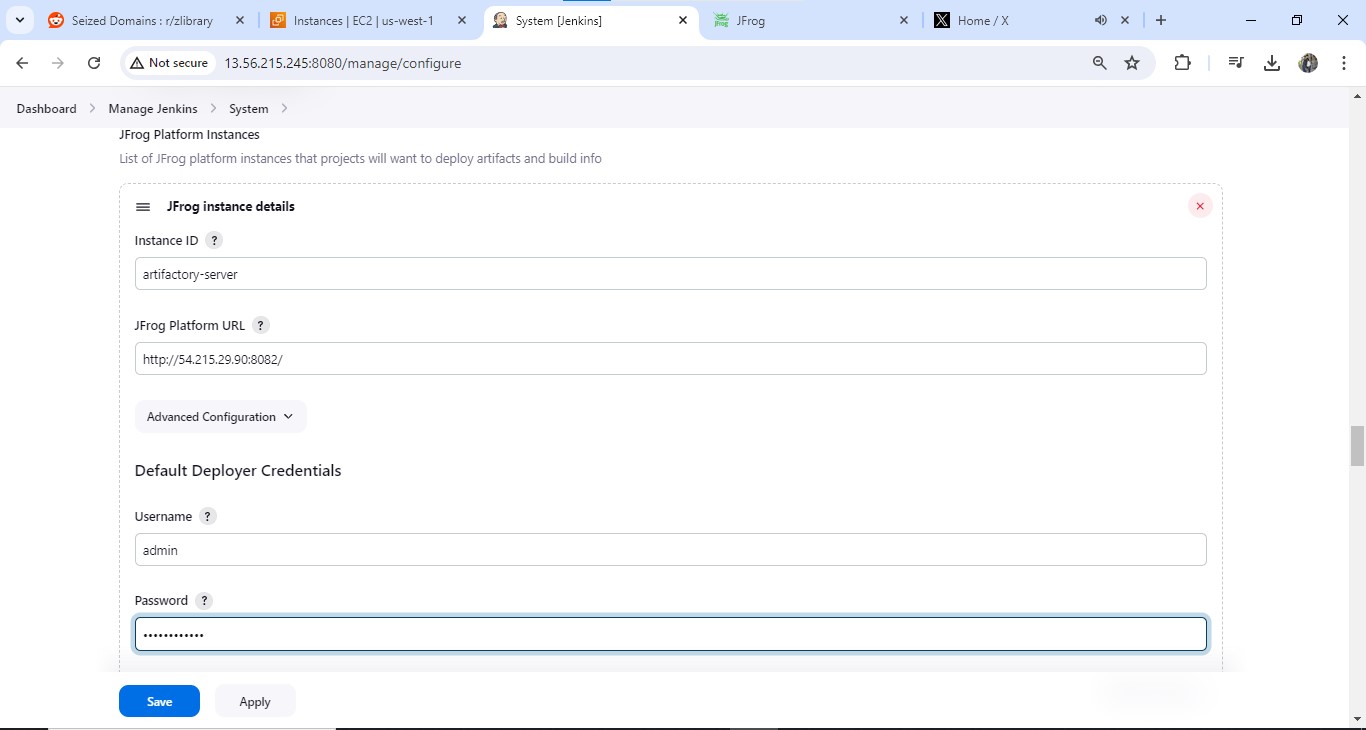 Seized Domains : r/zlibrary
Instances | EC2 | us-west-1
System [Jenkins]
JFrog
Home / X
Not secure
13.56.215.245:8080/manage/configure
Dashboard
Manage Jenkins
System
JFrog Platform Instances
List of JFrog platform instances that projects will want to deploy artifacts and build info
JFrog instance details
Instance ID ?
artifactory-server
JFrog Platform URL ?
http://54.215.29.90:8082/
Advanced Configuration
Default Deployer Credentials
Username ?
admin
Password ?
••••••••••••
Save
Apply